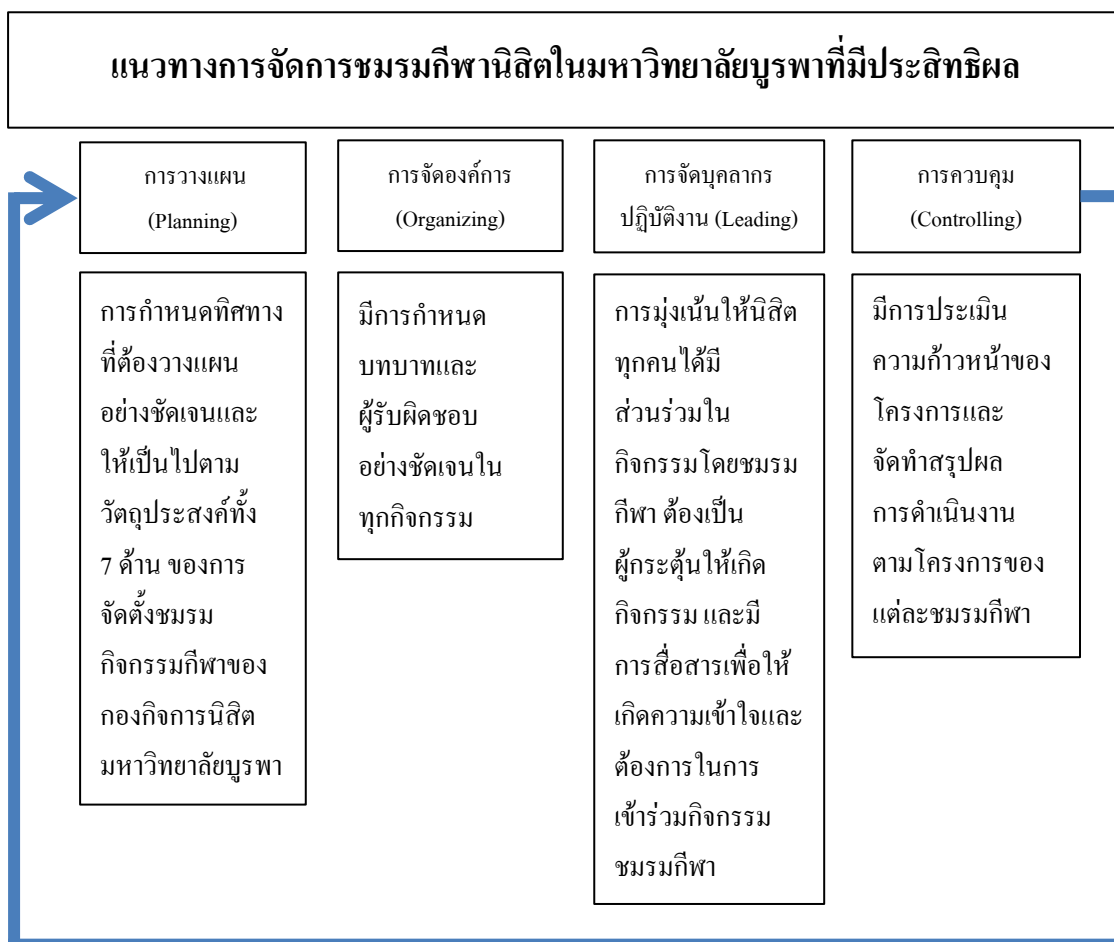 แนวทางการจัดการชมรมกีฬานิสิตในมหาวิทยาลัยบูรพาที่มีประสิทธิผล
การวางแผน
(Planning)
การจัดองค์การ
(Organizing)
การจัดบุคลากร
ปฏิบัติงาน (Leading)
การควบคุม
(Controlling)
การกำหนดทิศทาง
ที่ต้องวางแผน
อย่างชัดเจนและ
ให้เป็นไปตาม
วัตถุประสงค์ทั้ง
7 ด้าน ของการ
จัดตั้งชมรม
กิจกรรมกีฬาของ
กองกิจการนิสิต
มหาวิทยาลัยบูรพา
มีการกำหนด
บทบาทและ
ผู้รับผิดชอบ
อย่างชัดเจนใน
ทุกกิจกรรม
การมุ่งเน้นให้นิสิต
ทุกคนได้มี
ส่วนร่วมใน
กิจกรรมโดยชมรม
กีฬา ต้องเป็น
ผู้กระตุ้นให้เกิด
กิจกรรม และมี
การสื่อสารเพื่อให้
เกิดความเข้าใจและ
ต้องการในการ
เข้าร่วมกิจกรรม
ชมรมกีฬา
มีการประเมิน
ความก้าวหน้าของ
โครงการและ
จัดทำสรุปผล
การดำเนินงาน
ตามโครงการของ
แต่ละชมรมกีฬา